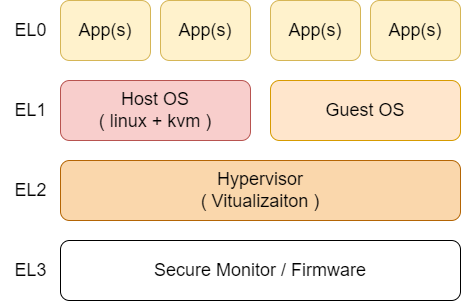 EL0 App(s) App(s) App(s) App(s)
EL1 Host OS Guest OS
( linux + kvm )
EL2 Hypervisor
( Vitualizaiton )
EL3 Secure Monitor / Firmware